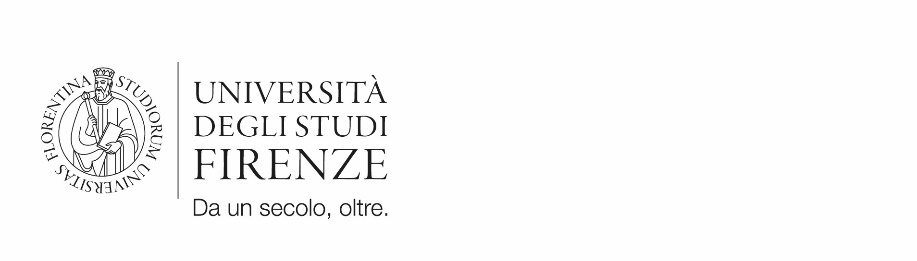 FLORENTINA STUDIORUM UNIVERSITAS
UNIVERSITÀ
DEGLI STUDI
FIRENZE
Da un secolo, oltre.